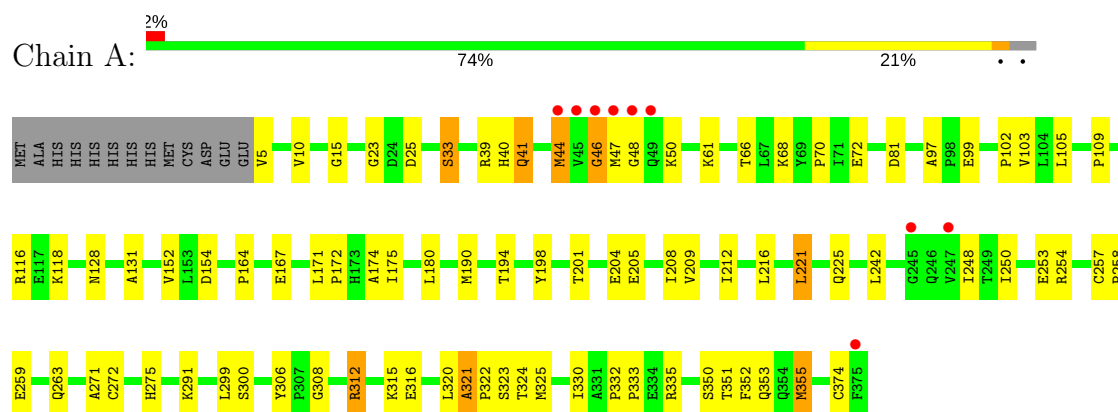 2%
Chain A:
74% 21% • •
MET ALA HIS HIS HIS HIS HIS HIS MET CYS ASP GLU GLU V5 V10 G15 G23 D24 D25 S33 R39 H40 Q41 M44 V45 G46 M47 G48 Q49 K50 K61 T66 L67 K68 Y69 P70 I71 E72 D81 A97 P98 E99 P102 V103 L104 L105 P109
R116 E117 K118 N128 A131 V152 L153 D154 P164 E167 L171 P172 H173 A174 I175 L180 M190 T194 Y198 T201 E204 E205 I208 V209 I212 L216 L221 Q225 L242 G245 Q246 V247 I248 T249 I250 E253 R254 C257 P258
E259 Q263 A271 C272 H275 K291 L299 S300 Y306 P307 G308 R312 K315 E316 L320 A321 P322 S323 T324 M325 I330 A331 P332 P333 E334 R335 S350 T351 F352 Q353 Q354 M355 C374 F375